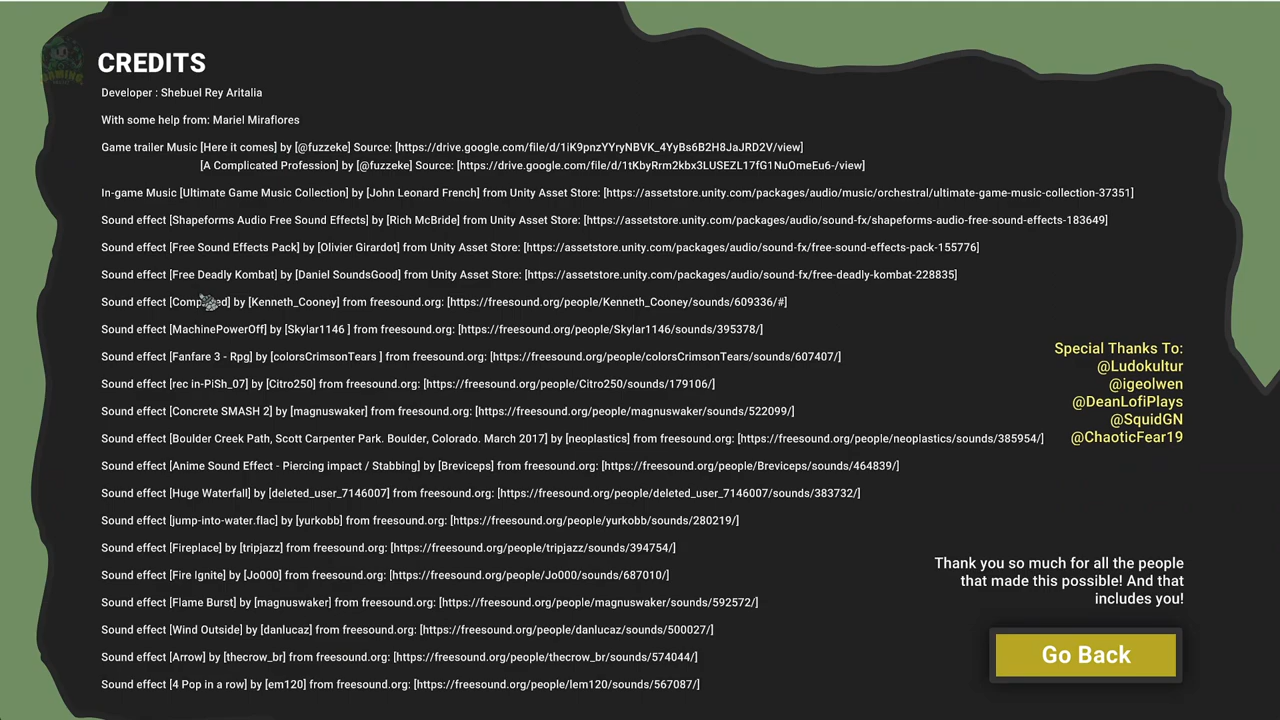 GAMING
CREDITS
Developer : Shebuel Rey Aritalia
With some help from: Mariel Miraflores
Game trailer Music [Here it comes] by [@fuzzeke] Source: [https://drive.google.com/file/d/1iK9pnzYYryNBVK_4YyBs6B2H8JaJRD2V/view]
[A Complicated Profession] by [@fuzzeke] Source: [https://drive.google.com/file/d/1tKbyRrm2kbx3LUSEZL17fG1NuOmeEu6-/view]
In-game Music [Ultimate Game Music Collection] by [John Leonard French] from Unity Asset Store: [https://assetstore.unity.com/packages/audio/music/orchestral/ultimate-game-music-collection-37351]
Sound effect [Shapeforms Audio Free Sound Effects] by [Rich McBride] from Unity Asset Store: [https://assetstore.unity.com/packages/audio/sound-fx/shapeforms-audio-free-sound-effects-183649]
Sound effect [Free Sound Effects Pack] by [Olivier Girardot] from Unity Asset Store: [https://assetstore.unity.com/packages/audio/sound-fx/free-sound-effects-pack-155776]
Sound effect [Free Deadly Kombat] by [Daniel SoundsGood] from Unity Asset Store: [https://assetstore.unity.com/packages/audio/sound-fx/free-deadly-kombat-228835]
Sound effect by [Kenneth_Cooney] from freesound.org: [https://freesound.org/people/Kenneth_Cooney/sounds/609336/#]
Sound effect [MachinePowerOff] by [Skylar1146 ] from freesound.org: [https://freesound.org/people/Skylar1146/sounds/395378/]
Sound effect [Fanfare 3 - Rpg] by [colorsCrimsonTears ] from freesound.org: [https://freesound.org/people/colorsCrimsonTears/sounds/607407/]
Sound effect [rec in-PiSh_07] by [Citro250] from freesound.org: [https://freesound.org/people/Citro250/sounds/179106/]
Sound effect [Concrete SMASH 2] by [magnuswaker] from freesound.org: [https://freesound.org/people/magnuswaker/sounds/522099/]
Sound effect [Boulder Creek Path, Scott Carpenter Park. Boulder, Colorado. March 2017] by [neoplastics] from freesound.org: [https://freesound.org/people/neoplastics/sounds/385954/]
Sound effect [Anime Sound Effect - Piercing impact / Stabbing] by [Breviceps] from freesound.org: [https://freesound.org/people/Breviceps/sounds/464839/]
Sound effect [Huge Waterfall] by [deleted_user_7146007] from freesound.org: [https://freesound.org/people/deleted_user_7146007/sounds/383732/]
Sound effect [jump-into-water.flac] by [yurkobb] from freesound.org: [https://freesound.org/people/yurkobb/sounds/280219/]
Sound effect [Fireplace] by [tripjazz] from freesound.org: [https://freesound.org/people/tripjazz/sounds/394754/]
Sound effect [Fire Ignite] by [Jo000] from freesound.org: [https://freesound.org/people/Jo000/sounds/687010/]
Sound effect [Flame Burst] by [magnuswaker] from freesound.org: [https://freesound.org/people/magnuswaker/sounds/592572/]
Sound effect [Wind Outside] by [danlucaz] from freesound.org: [https://freesound.org/people/danlucaz/sounds/500027/]
Sound effect [Arrow] by [thecrow_br] from freesound.org: [https://freesound.org/people/thecrow_br/sounds/574044/]
Sound effect [4 Pop in a row] by [em120] from freesound.org: [https://freesound.org/people/lem120/sounds/567087/]
Special Thanks To:
@Ludokultur
@igeolwen
@DeanLofiPlays
@SquidGN
@ChaoticFear19
Thank you so much for all the people
that made this possible! And that
includes you!
Go Back